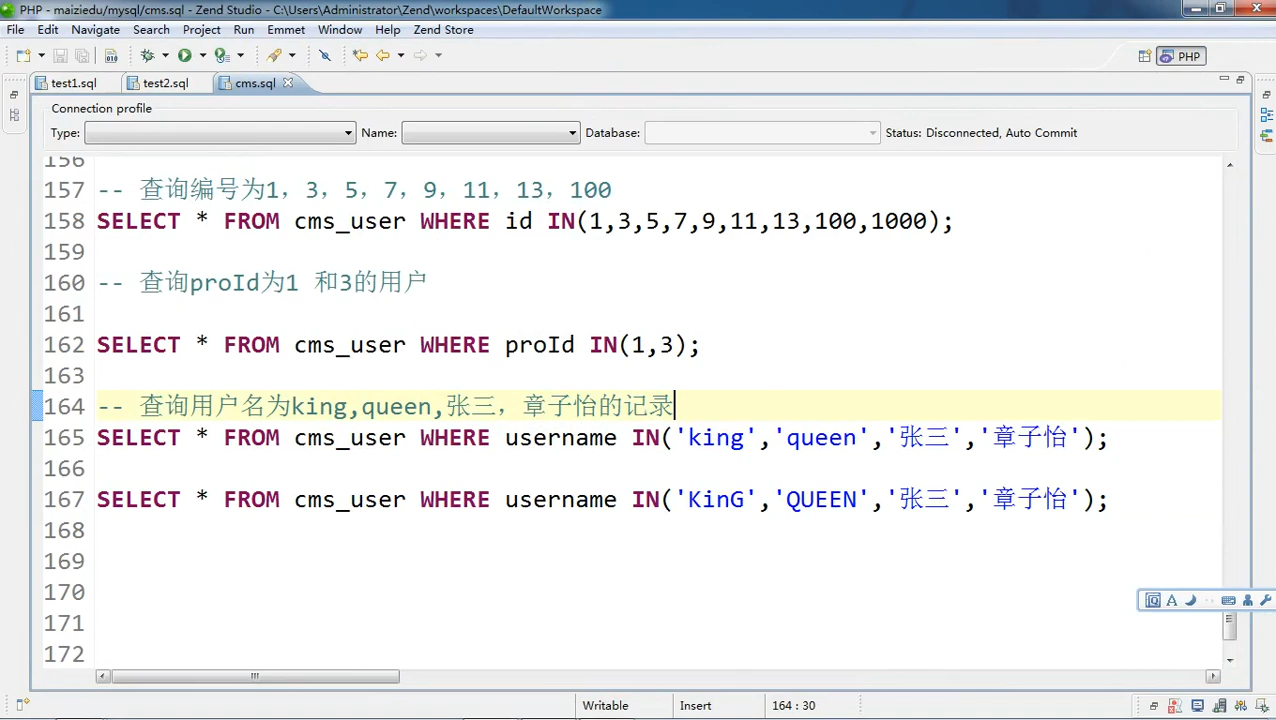 PHP - maiziedu/mysql/cms.sql - Zend Studio - C:\Users\Administrator\Zend\workspaces\DefaultWorkspace
File Edit Navigate Search Project Run Emmet Window Help Zend Store
PHP
test1.sql test2.sql cms.sql
Connection profile
Type: Name: Database: Status: Disconnected, Auto Commit
156
157 -- 查询编号为1，3，5，7，9，11，13，100
158 SELECT * FROM cms_user WHERE id IN(1,3,5,7,9,11,13,100,1000);
159
160 -- 查询proId为1 和3的用户
161
162 SELECT * FROM cms_user WHERE proId IN(1,3);
163
164 -- 查询用户名为king,queen,张三，章子怡的记录
165 SELECT * FROM cms_user WHERE username IN('king','queen','张三','章子怡');
166
167 SELECT * FROM cms_user WHERE username IN('KinG','QUEEN','张三','章子怡');
168
169
170
171
172
Writable Insert 164 : 30